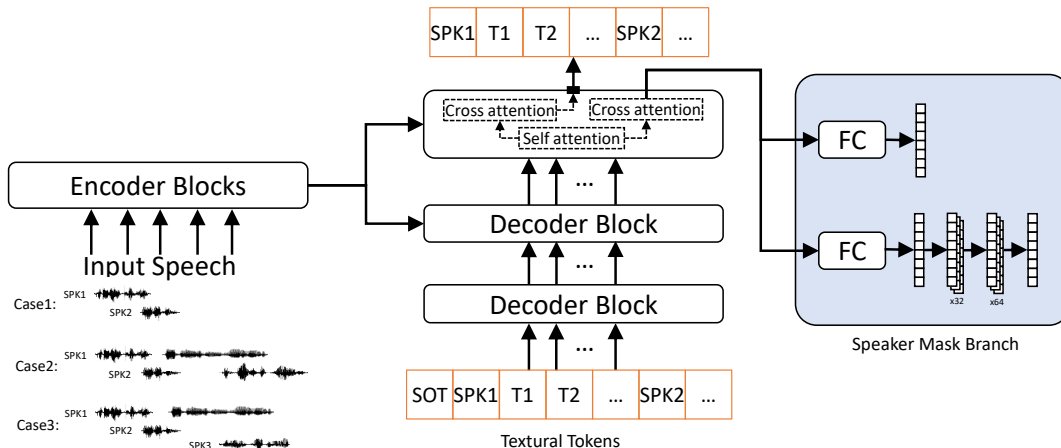 SPK1 T1 T2 ... SPK2 ...
Cross attention Cross attention
Self attention
...
Encoder Blocks
Decoder Block
...
Input Speech
Decoder Block
...
SOT SPK1 T1 T2 ... SPK2 ...
Textural Tokens
Case1: SPK1
SPK2
Case2: SPK1
SPK2
Case3: SPK1
SPK2
SPK3
FC
FC
x32 x64
Speaker Mask Branch